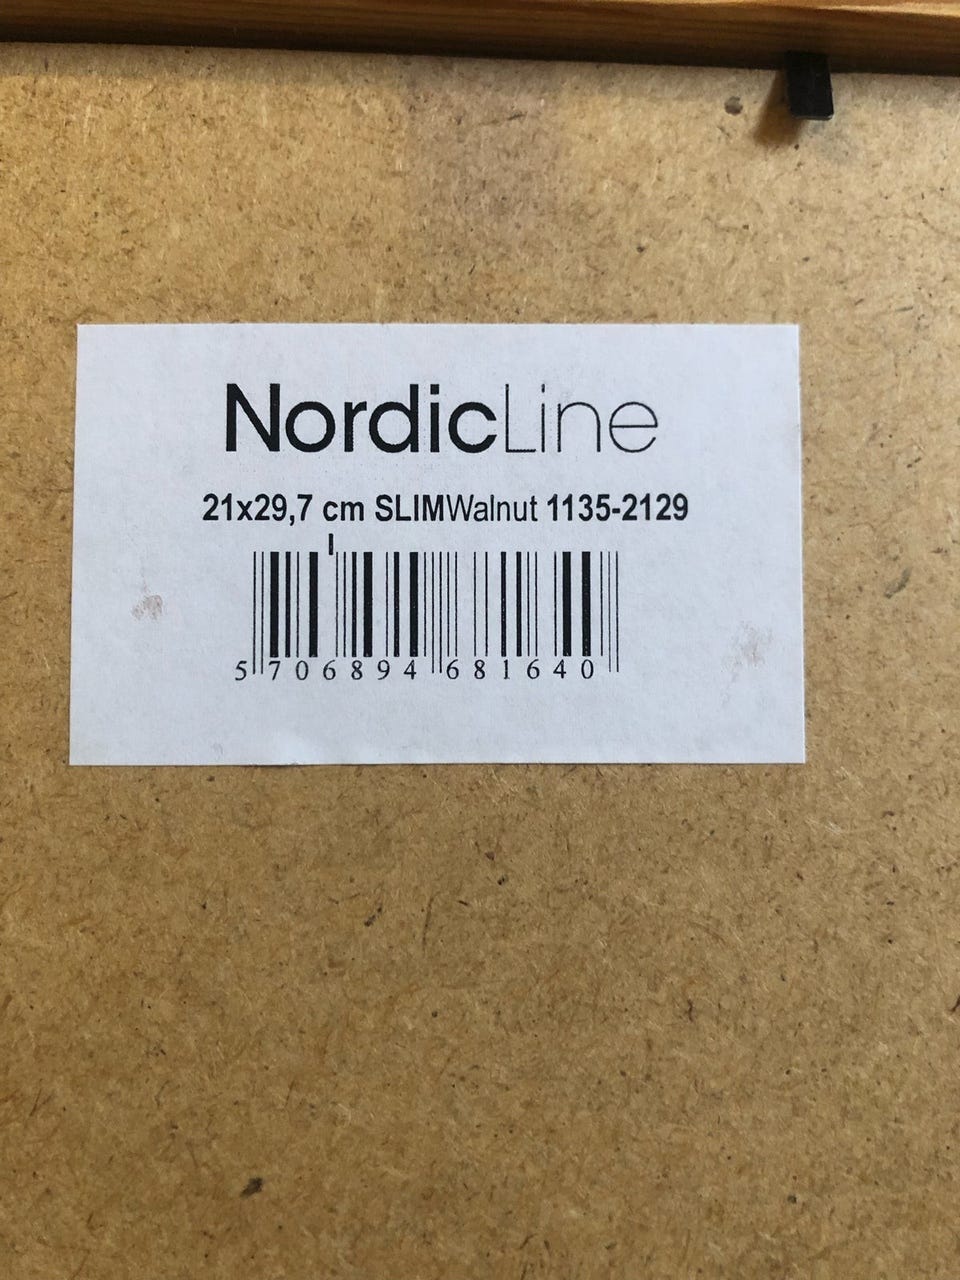 NordicLine
21x29,7 cm SLIMWalnut 1135-2129
5 706894 681640